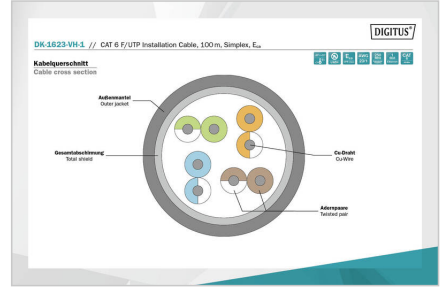 DIGITUS®
DK-1623-VH-1 // CAT 6 F/UTP Installation Cable, 100 m, Simplex, Eca
Kabelquerschnitt
Cable cross section
Außenmantel
Outer jacket
Gesamtabschirmung
Total shield
Cu-Draht
Cu-Wire
Adernpaare
Twisted pair